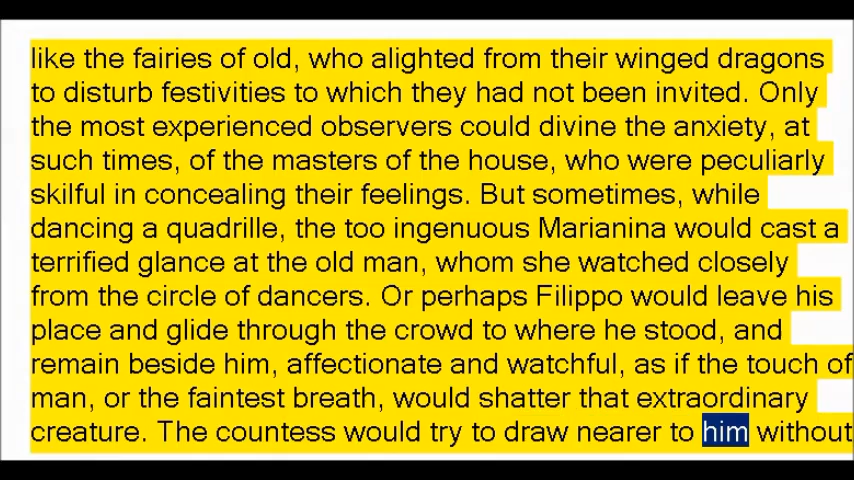 like the fairies of old, who alighted from their winged dragons
to disturb festivities to which they had not been invited. Only
the most experienced observers could divine the anxiety, at
such times, of the masters of the house, who were peculiarly
skilful in concealing their feelings. But sometimes, while
dancing a quadrille, the too ingenuous Marianina would cast a
terrified glance at the old man, whom she watched closely
from the circle of dancers. Or perhaps Filippo would leave his
place and glide through the crowd to where he stood, and
remain beside him, affectionate and watchful, as if the touch of
man, or the faintest breath, would shatter that extraordinary
creature. The countess would try to draw nearer to him without